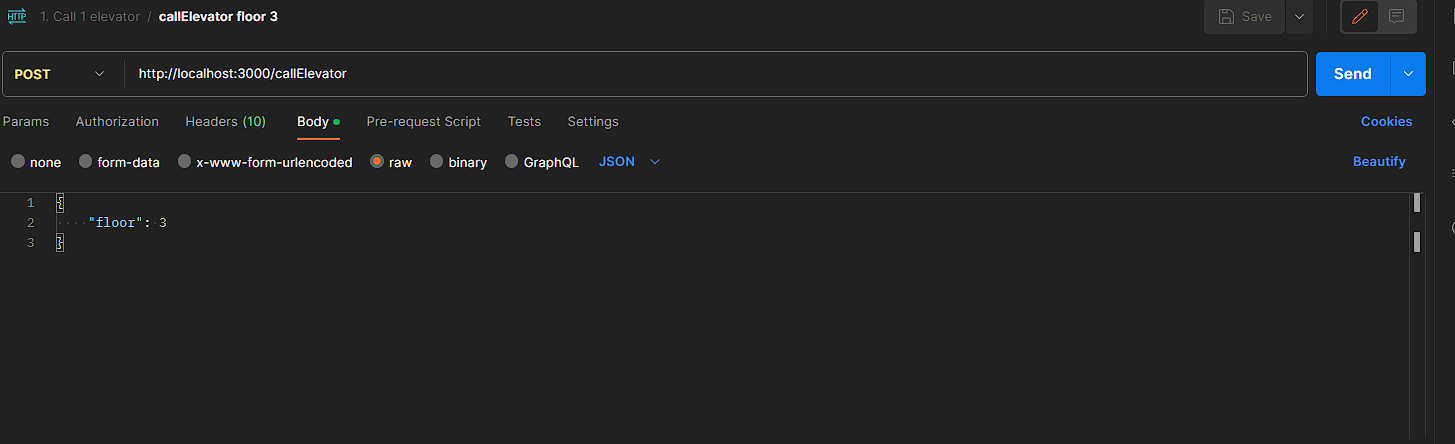 HTTP 1. Call 1 elevator / callElevator floor 3 Save
POST http://localhost:3000/callElevator Send
Params Authorization Headers (10) Body Pre-request Script Tests Settings Cookies
none form-data x-www-form-urlencoded raw binary GraphQL JSON Beautify
1 {
2 "floor": 3
3 }